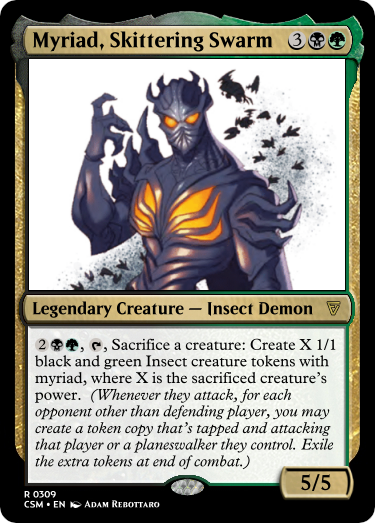 Myriad, Skittering Swarm 3
Legendary Creature — Insect Demon
2, , Sacrifice a creature: Create X 1/1
black and green Insect creature tokens with
myriad, where X is the sacrificed creature's
power. (Whenever they attack, for each
opponent other than defending player, you may
create a token copy that's tapped and attacking
that player or a planeswalker they control. Exile
the extra tokens at end of combat.)
5/5
R 0309
CSM • EN Adam Rebottaro